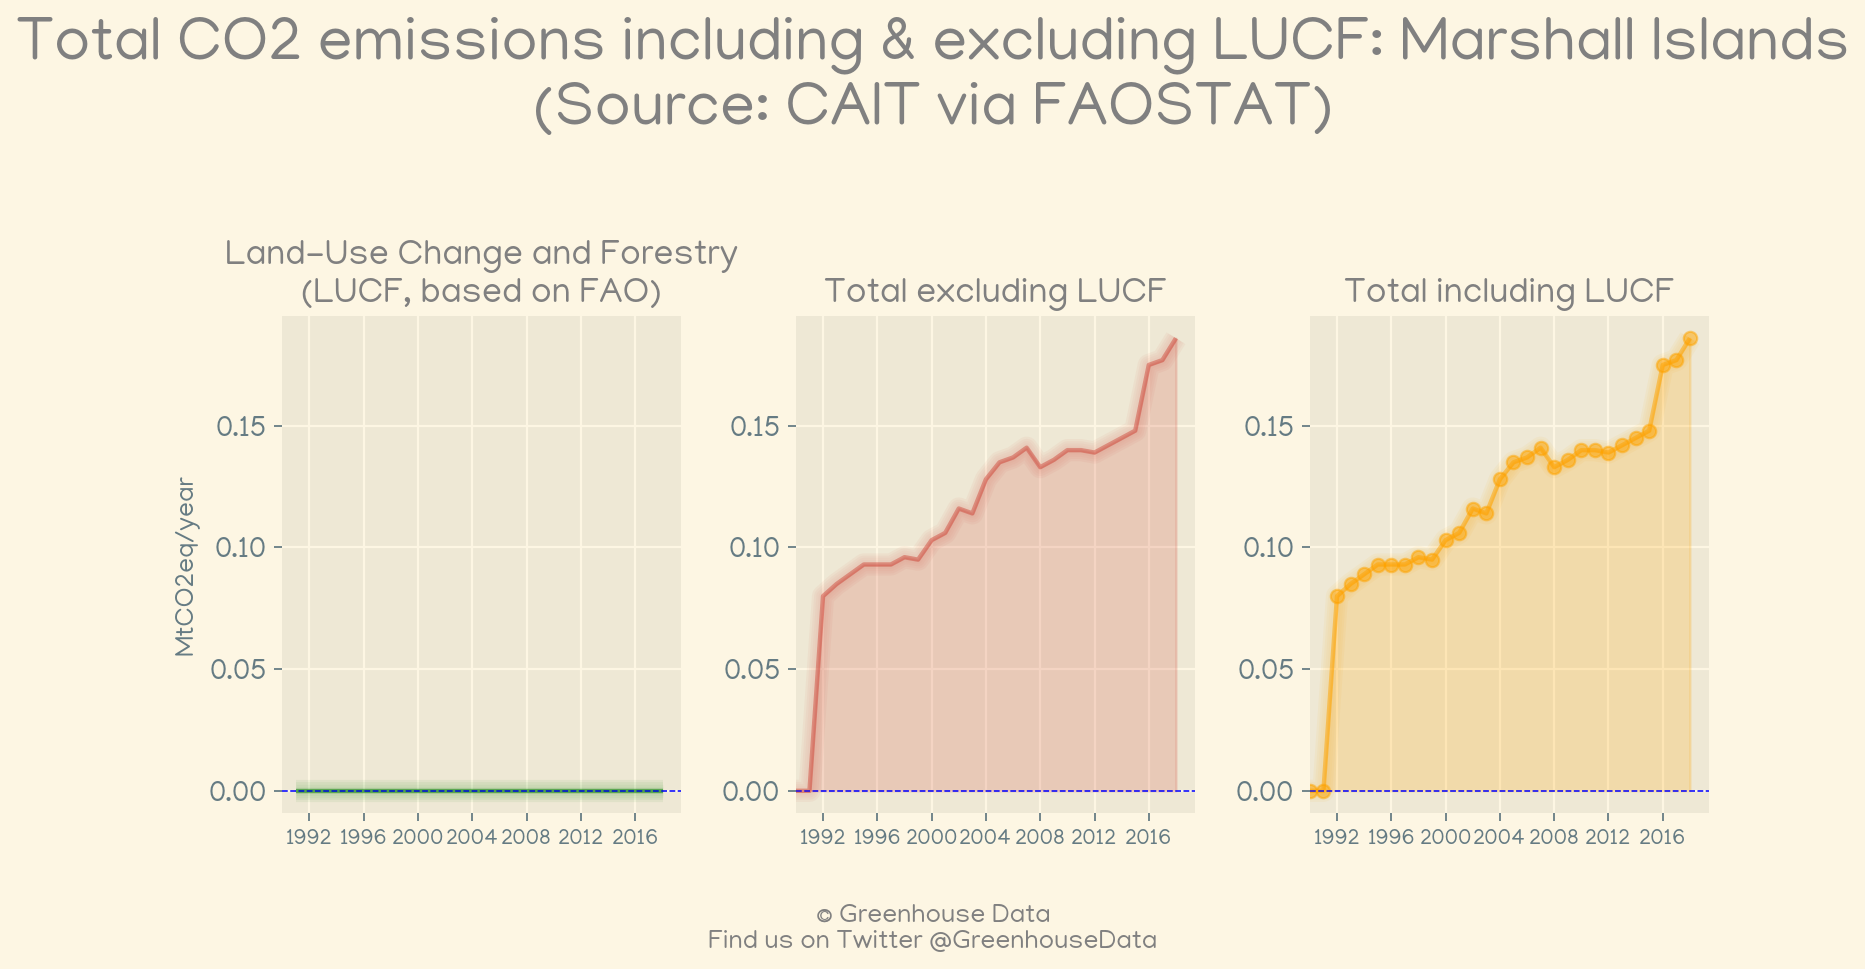 Total CO2 emissions including & excluding LUCF: Marshall Islands
(Source: CAIT via FAOSTAT)
Land-Use Change and Forestry
(LUCF, based on FAO)
MtCO2eq/year
0.15
0.10
0.05
0.00
1992 1996 2000 2004 2008 2012 2016
Total excluding LUCF
0.15
0.10
0.05
0.00
1992 1996 2000 2004 2008 2012 2016
Total including LUCF
0.15
0.10
0.05
0.00
1992 1996 2000 2004 2008 2012 2016
© Greenhouse Data
Find us on Twitter @GreenhouseData